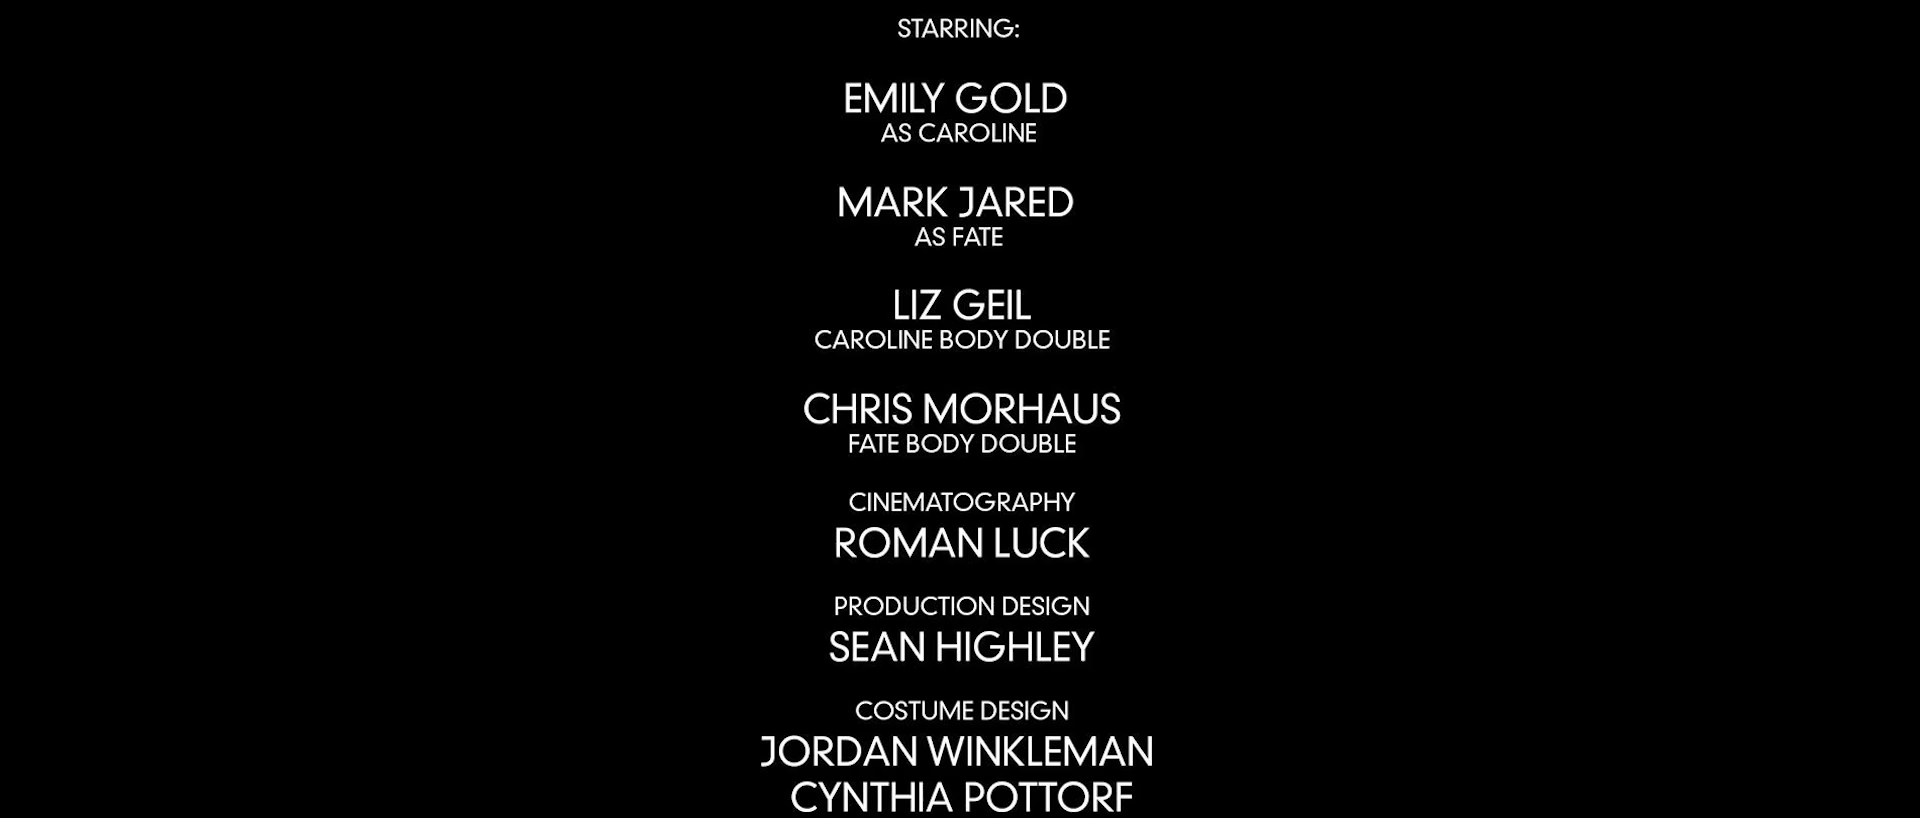 STARRING:
EMILY GOLD
AS CAROLINE
MARK JARED
AS FATE
LIZ GEIL
CAROLINE BODY DOUBLE
CHRIS MORHAUS
FATE BODY DOUBLE
CINEMATOGRAPHY
ROMAN LUCK
PRODUCTION DESIGN
SEAN HIGHLEY
COSTUME DESIGN
JORDAN WINKLEMAN
CYNTHIA POTTORF